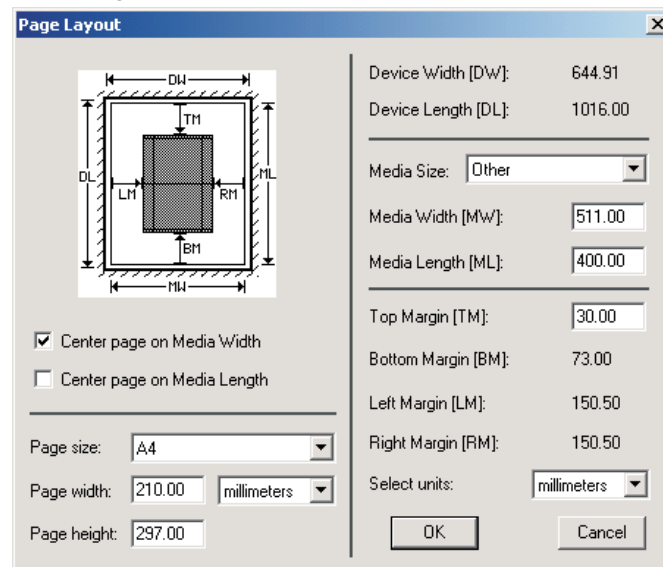 Page Layout
DW
TM
DL
ML
LM
RM
BM
MW
Center page on Media Width
Center page on Media Length
Page size: A4
Page width: 210.00 millimeters
Page height: 297.00
Device Width [DW]: 644.91
Device Length [DL]: 1016.00
Media Size: Other
Media Width [MW]: 511.00
Media Length [ML]: 400.00
Top Margin [TM]: 30.00
Bottom Margin [BM]: 73.00
Left Margin [LM]: 150.50
Right Margin [RM]: 150.50
Select units: millimeters
OK Cancel